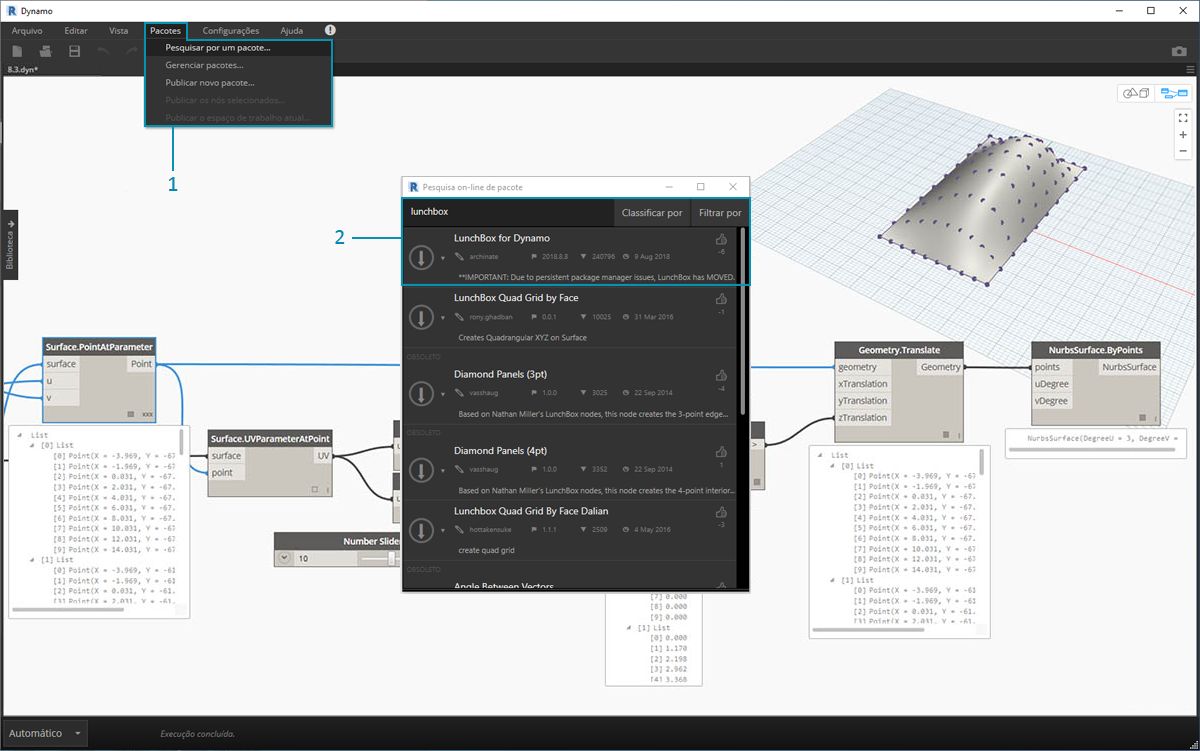 Dynamo
Arquivo Editar Vista Pacotes Configurações Ajuda
8.3.dyn*
Pesquisar por um pacote...
Gerenciar pacotes...
Publicar novo pacote...
Publicar os nós selecionados...
Publicar o espaço de trabalho atual...
1
Biblioteca
Pesquisa on-line de pacote
lunchbox Classificar por Filtrar por
2
LunchBox for Dynamo
-6
archinate 2018.8.8 240796 9 Aug 2018
**IMPORTANT: Due to persistent package manager issues, LunchBox has MOVED.
LunchBox Quad Grid by Face
-1
rony.ghadban 0.0.1 10025 31 Mar 2016
Creates Quadrangular XYZ on Surface
OBSOLETO
Diamond Panels (3pt)
-4
vasshaug 1.0.0 3025 22 Sep 2014
Based on Nathan Miller's LunchBox nodes, this node creates the 3-point edge...
OBSOLETO
Diamond Panels (4pt)
1
vasshaug 1.0.0 3352 22 Sep 2014
Based on Nathan Miller's LunchBox nodes, this node creates the 4-point interior...
Lunchbox Quad Grid By Face Dalian
-3
hottakensuke 1.1.1 2509 4 May 2016
create quad grid
OBSOLETO
Angle Between Vectors
Surface.PointAtParameter
surface Point
u
v
xxx
List
[0] List
[0] Point(X = -3.969, Y = -67
[1] Point(X = -1.969, Y = -67
[2] Point(X = 0.031, Y = -67.
[3] Point(X = 2.031, Y = -67.
[4] Point(X = 4.031, Y = -67.
[5] Point(X = 6.031, Y = -67.
[6] Point(X = 8.031, Y = -67.
[7] Point(X = 10.031, Y = -67
[8] Point(X = 12.031, Y = -67
[9] Point(X = 14.031, Y = -67
[1] List
[0] Point(X = -3.969, Y = -61
[1] Point(X = -1.969, Y = -61
[2] Point(X = 0.031, Y = -61.
[3] Point(X = 2.031, Y = -61.
Surface.UVParameterAtPoint
surface UV
point
Number Slider
10
[7] 0.000
[8] 0.000
[9] 0.000
[1] List
[0] 0.000
[1] 1.170
[2] 2.198
[3] 2.962
[4] 3.368
>
Geometry.Translate
geometry Geometry
xTranslation
yTranslation
zTranslation
List
[0] List
[0] Point(X = -3.969, Y = -67
[1] Point(X = -1.969, Y = -67
[2] Point(X = 0.031, Y = -67.
[3] Point(X = 2.031, Y = -67.
[4] Point(X = 4.031, Y = -67.
[5] Point(X = 6.031, Y = -67.
[6] Point(X = 8.031, Y = -67.
[7] Point(X = 10.031, Y = -67
[8] Point(X = 12.031, Y = -67
[9] Point(X = 14.031, Y = -67
[1] List
[0] Point(X = -3.969, Y = -61
[1] Point(X = -1.969, Y = -61
[2] Point(X = 0.031, Y = -61.
[3] Point(X = 2.031, Y = -61.
NurbsSurface.ByPoints
points NurbsSurface
uDegree
vDegree
NurbsSurface(DegreeU = 3, DegreeV =
Automático
Execução concluída.